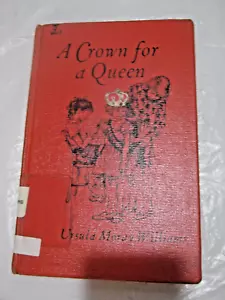 A Crown for
a Queen
Ursula Moray Williams